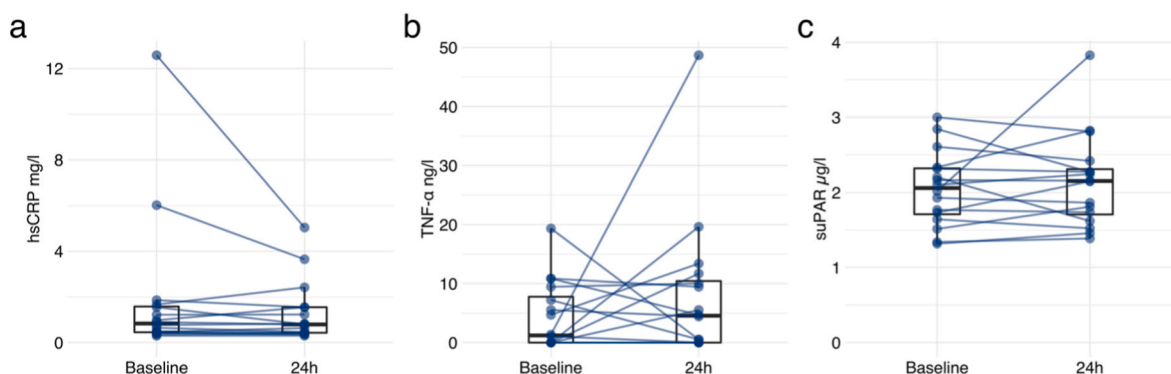 a
hsCRP mg/l
12
8
4
0
Baseline 24h
b
TNF-α ng/l
50
40
30
20
10
0
Baseline 24h
c
suPAR µg/l
4
3
2
1
0
Baseline 24h